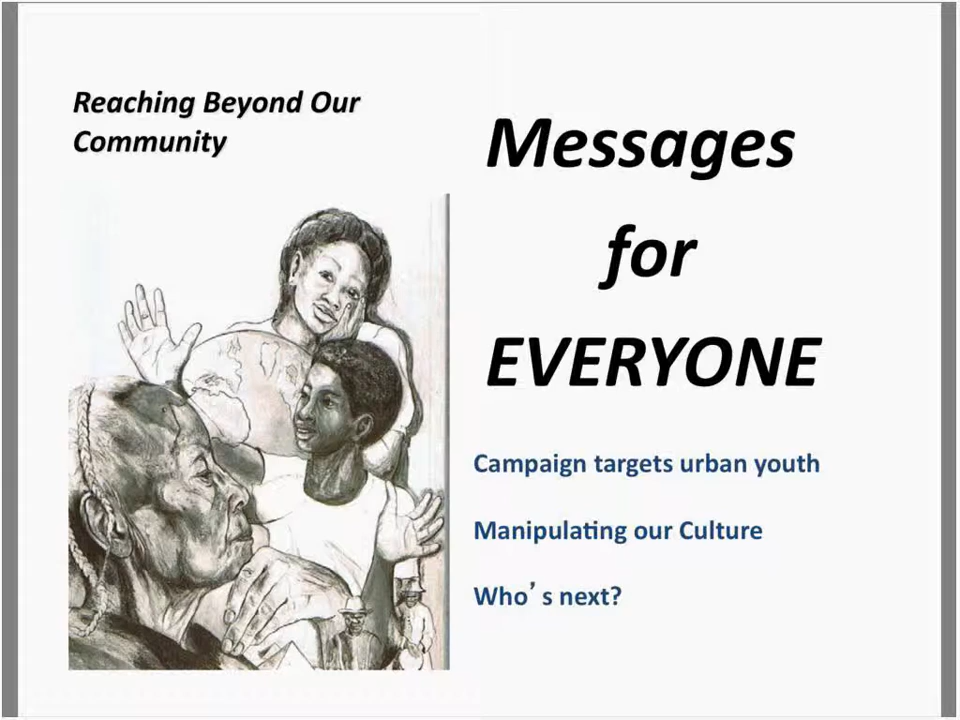 Reaching Beyond Our
Community
Messages
for
EVERYONE
Campaign targets urban youth
Manipulating our Culture
Who's next?